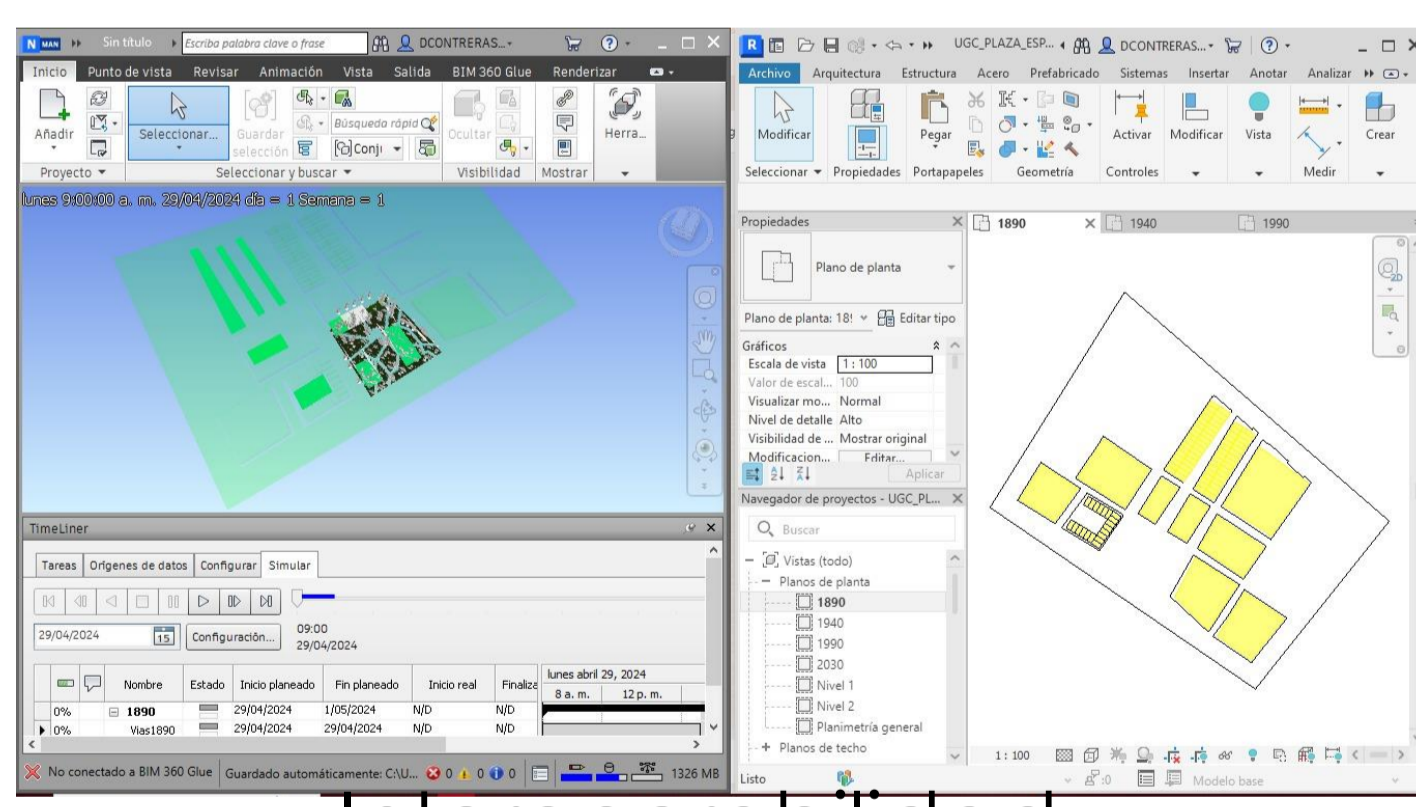 N MAN Sin título Escriba palabra clave o frase DCONTRERAS...
Inicio Punto de vista Revisar Animación Vista Salida BIM 360 Glue Renderizar
Añadir
Seleccionar...
Guardar selección
Búsqueda rápid
Conju
Ocultar
Herra...
Proyecto Seleccionar y buscar Visibilidad Mostrar
lunes 9:00:00 a. m. 29/04/2024 día = 1 Semana = 1
TimeLiner
Tareas Orígenes de datos Configurar Simular
29/04/2024 15 Configuración... 09:00
29/04/2024
Nombre Estado Inicio planeado Fin planeado Inicio real Finaliza
lunes abril 29, 2024
8 a. m. 12 p. m.
0% 1890 29/04/2024 1/05/2024 N/D N/D
0% Vias1890 29/04/2024 29/04/2024 N/D N/D
No conectado a BIM 360 Glue Guardado automáticamente: C:\U... 0 0 0 1326 MB
R UGC_PLAZA_ESP... DCONTRERAS...
Archivo Arquitectura Estructura Acero Prefabricado Sistemas Insertar Anotar Analizar
Modificar Pegar Activar Modificar Vista Crear
Seleccionar Propiedades Portapapeles Geometría Controles Medir
Propiedades
1890 1940 1990
Plano de planta
2D
Plano de planta: 18! Editar tipo
Gráficos
Escala de vista 1 : 100
Valor de escal... 100
Visualizar mo... Normal
Nivel de detalle Alto
Visibilidad de ... Mostrar original
Modificacion... Editar...
Aplicar
Navegador de proyectos - UGC_PL...
Buscar
Vistas (todo)
Planos de planta
1890
1940
1990
2030
Nivel 1
Nivel 2
Planimetría general
Planos de techo
1 : 100
Listo :0 Modelo base